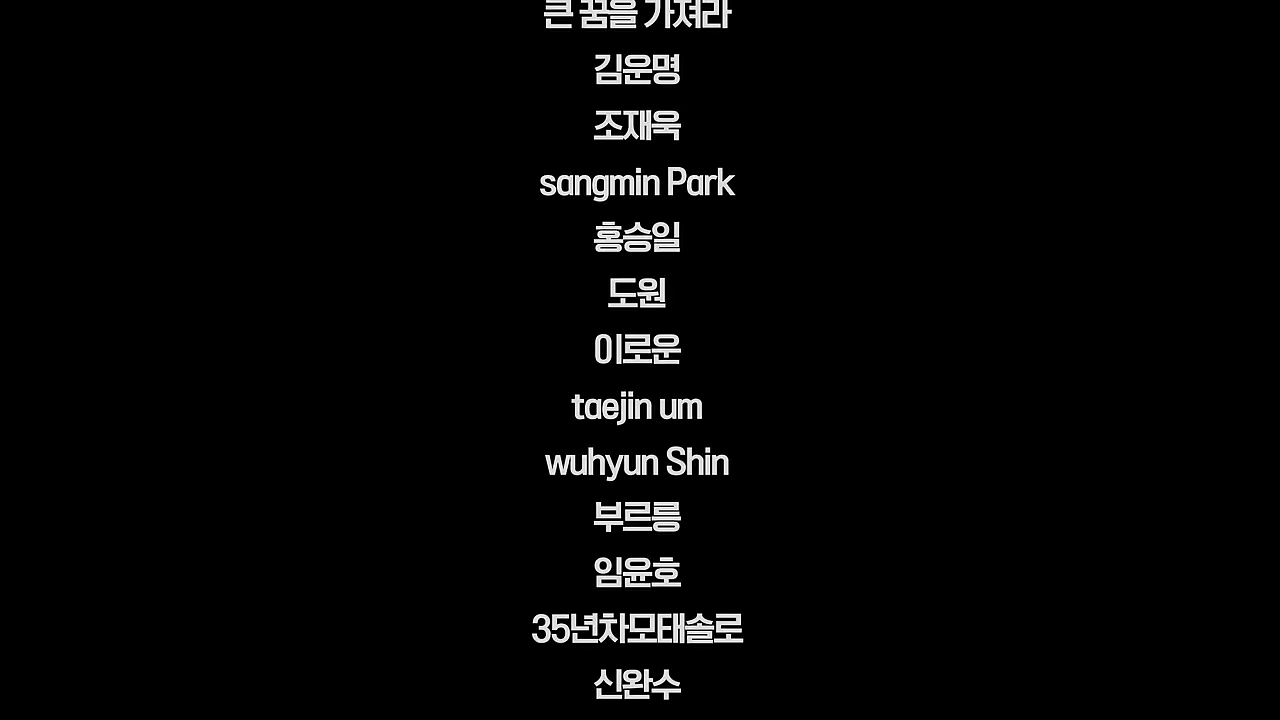 큰 꿈을 가져라
김운명
조재욱
sangmin Park
홍승일
도원
이로운
taejin um
wuhyun Shin
부르릉
임윤호
35년차모태솔로
신완수